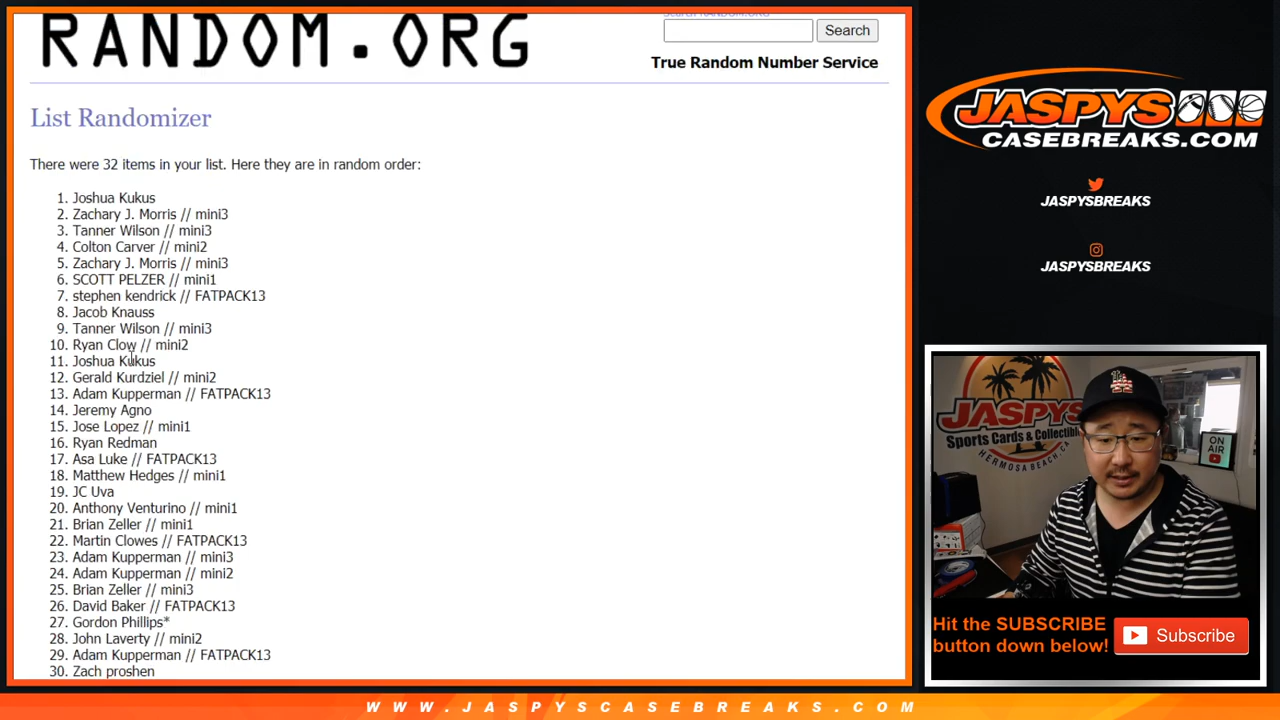 RANDOM.ORG
Search RANDOM.ORG
Search
True Random Number Service
List Randomizer
There were 32 items in your list. Here they are in random order:
1. Joshua Kukus
2. Zachary J. Morris // mini3
3. Tanner Wilson // mini3
4. Colton Carver // mini2
5. Zachary J. Morris // mini3
6. SCOTT PELZER // mini1
7. stephen kendrick // FATPACK13
8. Jacob Knauss
9. Tanner Wilson // mini3
10. Ryan Clow // mini2
11. Joshua Kukus
12. Gerald Kurdziel // mini2
13. Adam Kupperman // FATPACK13
14. Jeremy Agno
15. Jose Lopez // mini1
16. Ryan Redman
17. Asa Luke // FATPACK13
18. Matthew Hedges // mini1
19. JC Uva
20. Anthony Venturino // mini1
21. Brian Zeller // mini1
22. Martin Clowes // FATPACK13
23. Adam Kupperman // mini3
24. Adam Kupperman // mini2
25. Brian Zeller // mini3
26. David Baker // FATPACK13
27. Gordon Phillips*
28. John Laverty // mini2
29. Adam Kupperman // FATPACK13
30. Zach proshen
JASPYS
CASEBREAKS.COM
JASPYSBREAKS
JASPYSBREAKS
JASPYS
Sports Cards & Collectibles
HERMOSA BEACH, CA
ON AIR
Hit the SUBSCRIBE
button down below!
Subscribe
WWW.JASPYSCASEBREAKS.COM